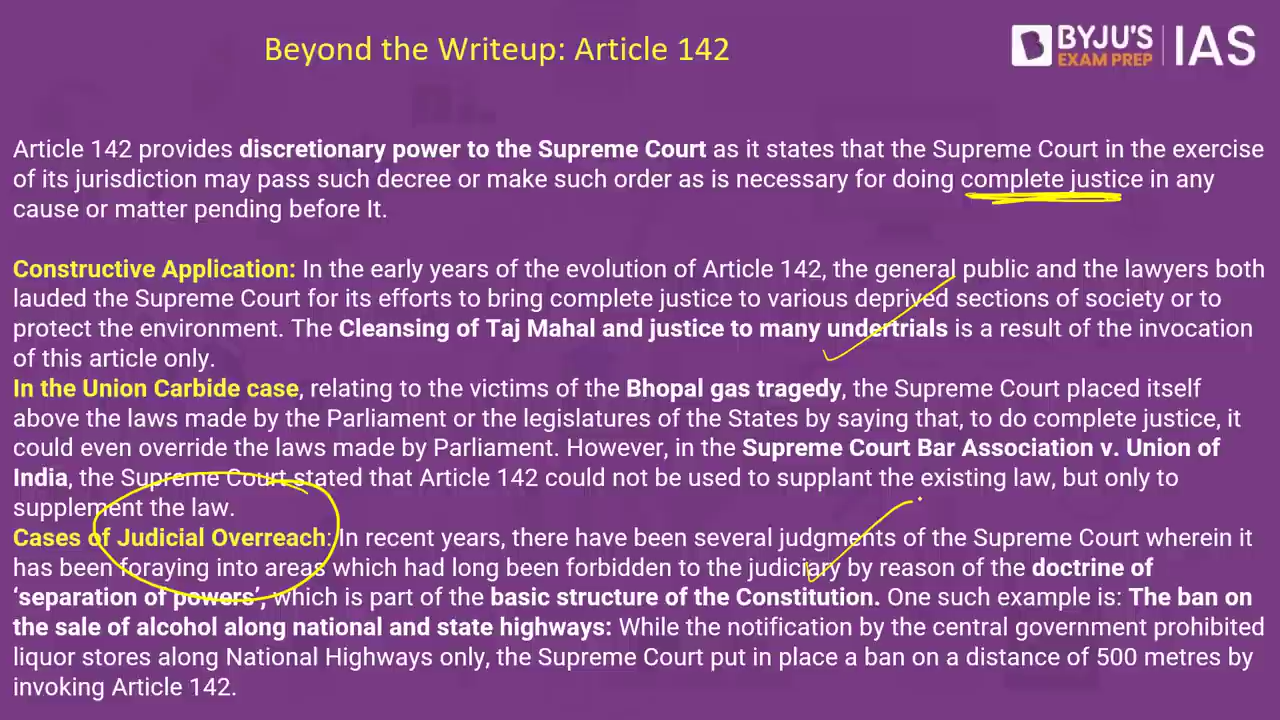 Beyond the Writeup: Article 142
BYJU'S
EXAM PREP
IAS
Article 142 provides discretionary power to the Supreme Court as it states that the Supreme Court in the exercise
of its jurisdiction may pass such decree or make such order as is necessary for doing complete justice in any
cause or matter pending before It.
Constructive Application: In the early years of the evolution of Article 142, the general public and the lawyers both
lauded the Supreme Court for its efforts to bring complete justice to various deprived sections of society or to
protect the environment. The Cleansing of Taj Mahal and justice to many undertrials is a result of the invocation
of this article only.
In the Union Carbide case, relating to the victims of the Bhopal gas tragedy, the Supreme Court placed itself
above the laws made by the Parliament or the legislatures of the States by saying that, to do complete justice, it
could even override the laws made by Parliament. However, in the Supreme Court Bar Association v. Union of
India, the Supreme Court stated that Article 142 could not be used to supplant the existing law, but only to
supplement the law.
Cases of Judicial Overreach: In recent years, there have been several judgments of the Supreme Court wherein it
has been foraying into areas which had long been forbidden to the judiciary by reason of the doctrine of
‘separation of powers’, which is part of the basic structure of the Constitution. One such example is: The ban on
the sale of alcohol along national and state highways: While the notification by the central government prohibited
liquor stores along National Highways only, the Supreme Court put in place a ban on a distance of 500 metres by
invoking Article 142.